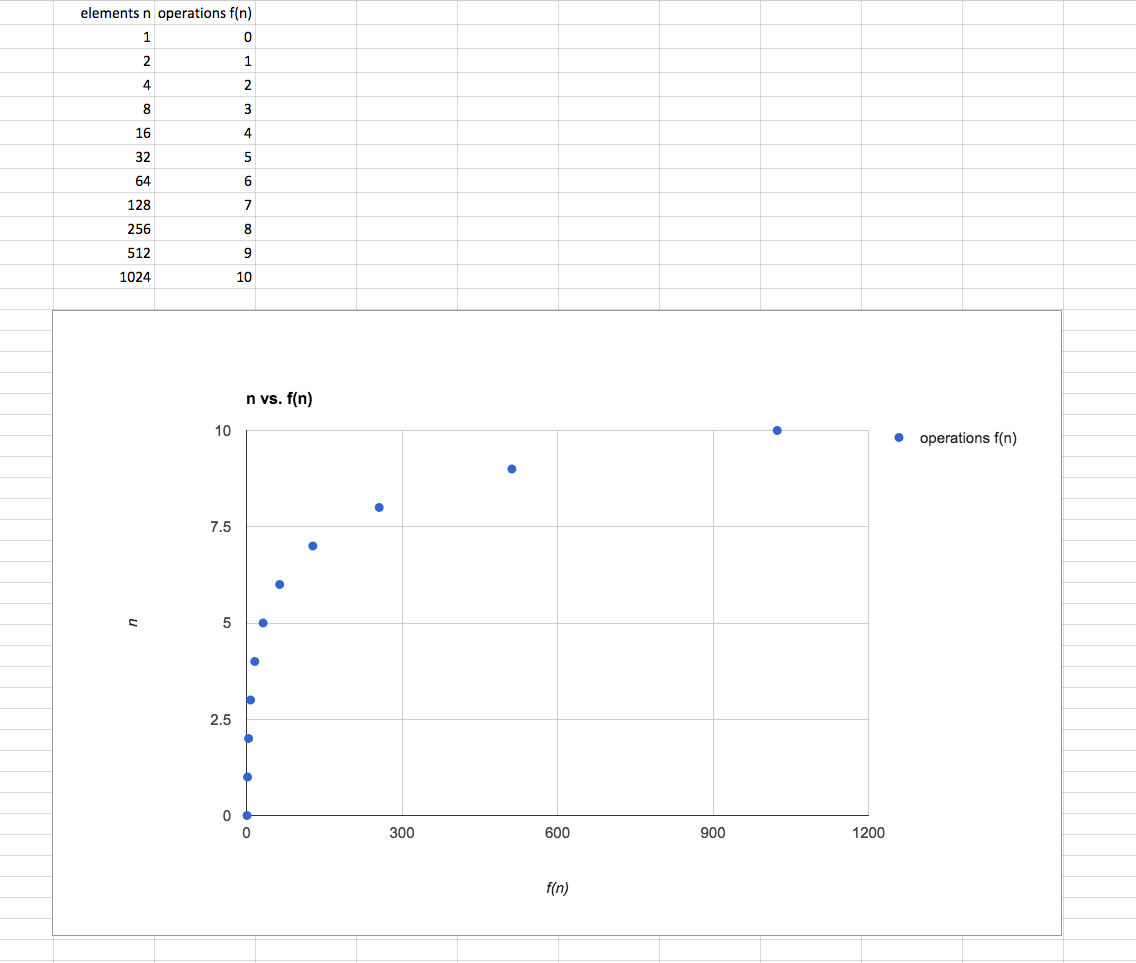 elements n operations f(n)
1 0
2 1
4 2
8 3
16 4
32 5
64 6
128 7
256 8
512 9
1024 10
n vs. f(n)
10
operations f(n)
7.5
n
5
2.5
0
0 300 600 900 1200
f(n)